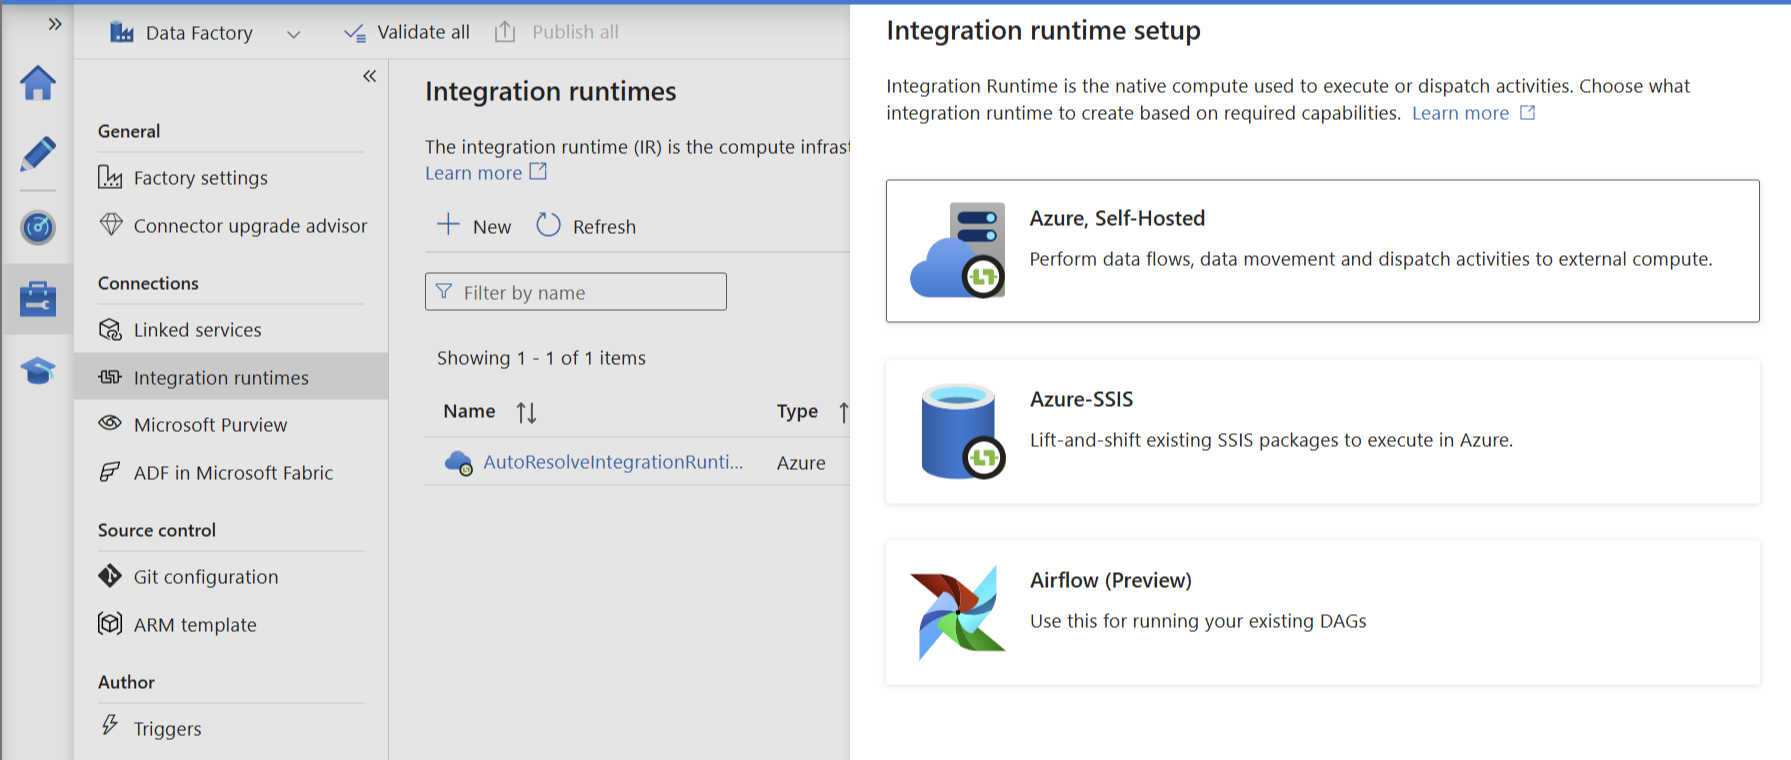 Data Factory
Validate all
Publish all
General
Factory settings
Connector upgrade advisor
Connections
Linked services
Integration runtimes
Microsoft Purview
ADF in Microsoft Fabric
Source control
Git configuration
ARM template
Author
Triggers
Integration runtimes
The integration runtime (IR) is the compute infrast
Learn more
New
Refresh
Filter by name
Showing 1 - 1 of 1 items
Name
Type
AutoResolveIntegrationRunti...
Azure
Integration runtime setup
Integration Runtime is the native compute used to execute or dispatch activities. Choose what
integration runtime to create based on required capabilities. Learn more
Azure, Self-Hosted
Perform data flows, data movement and dispatch activities to external compute.
Azure-SSIS
Lift-and-shift existing SSIS packages to execute in Azure.
Airflow (Preview)
Use this for running your existing DAGs